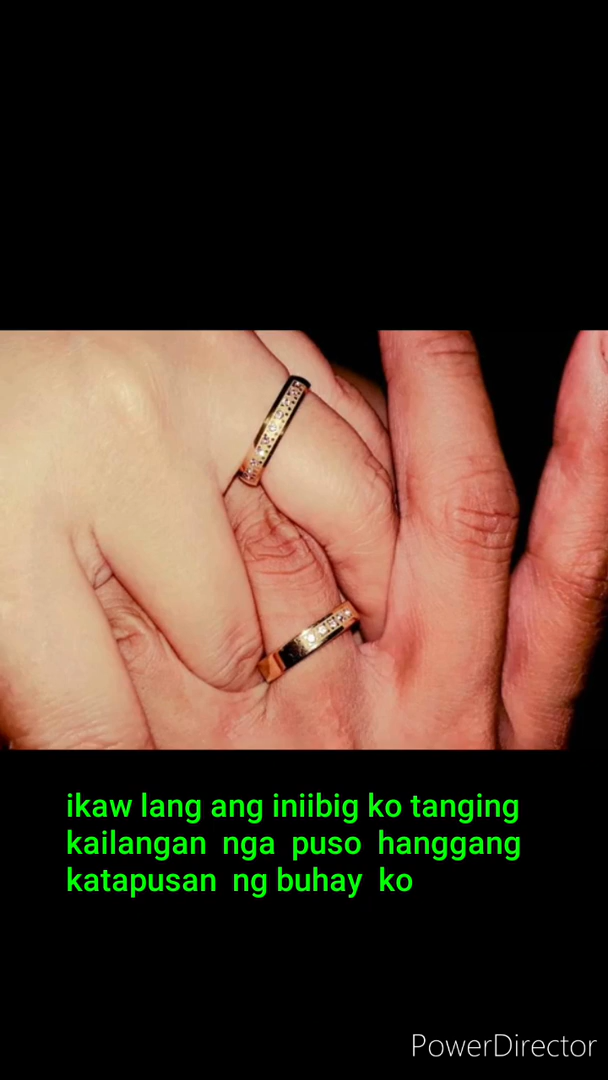 ikaw lang ang iniibig ko tanging
kailangan nga puso hanggang
katapusan ng buhay ko
PowerDirector